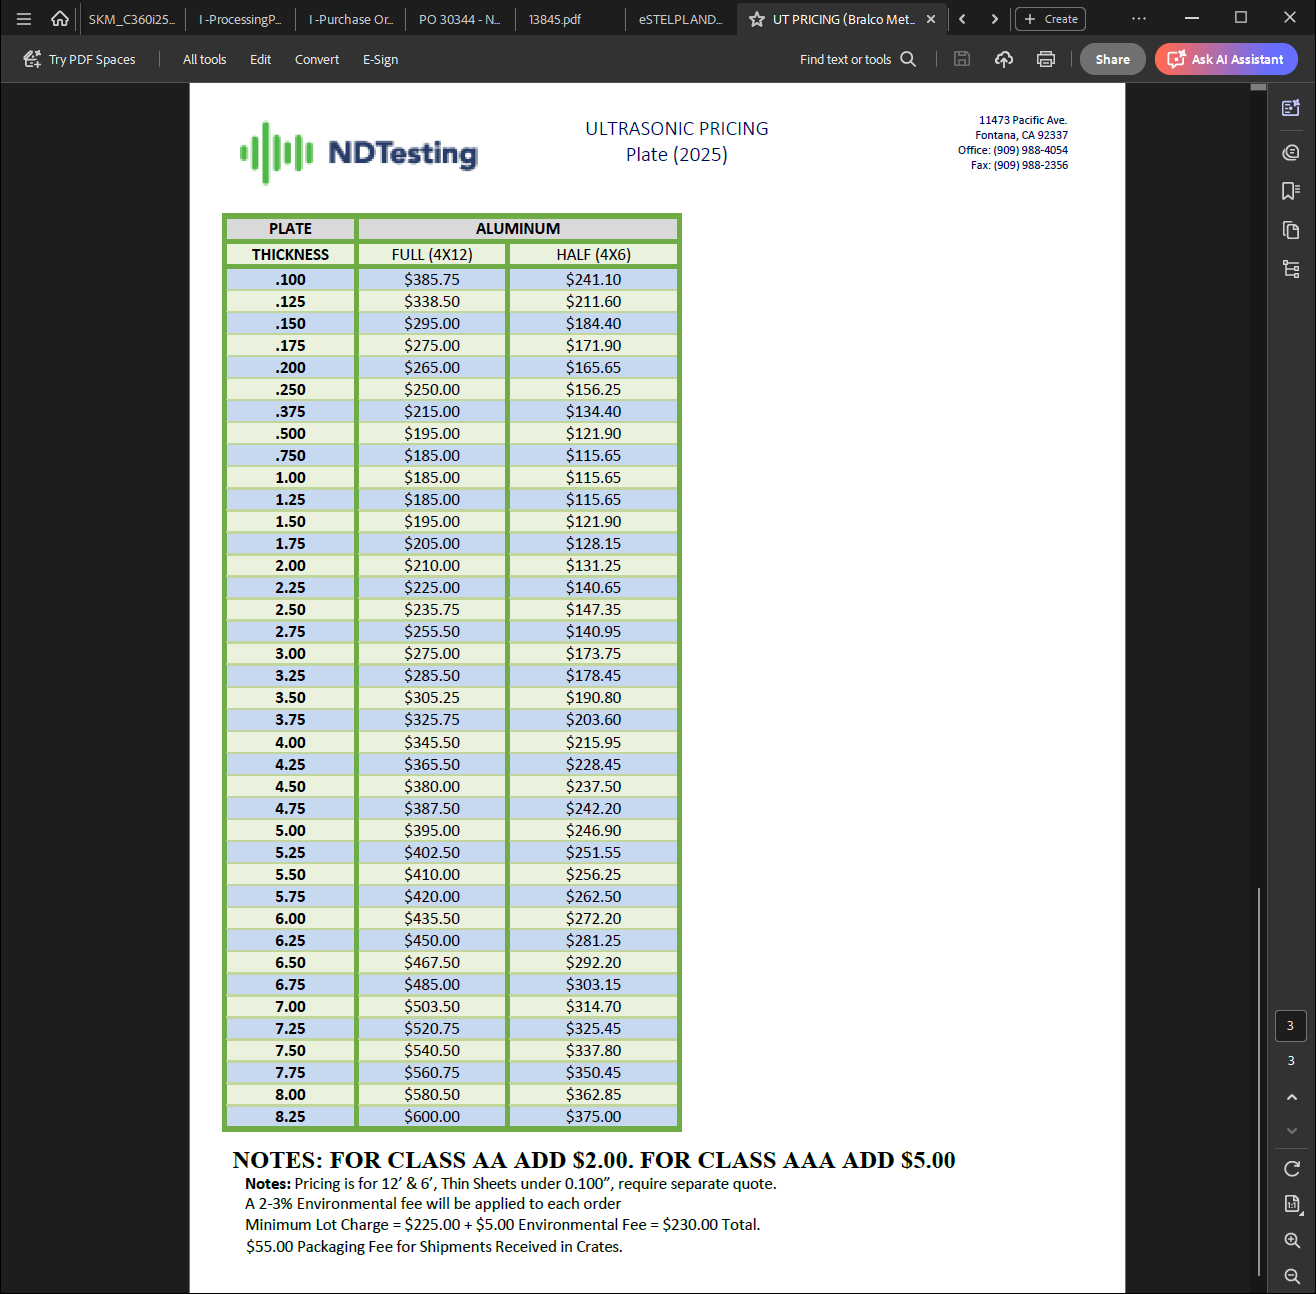 SKM_C360i25...
I -ProcessingP...
I -Purchase Or...
PO 30344 - N...
13845.pdf
eSTELPLAND...
UT PRICING (Bralco Met...
Create
Try PDF Spaces
All tools
Edit
Convert
E-Sign
Find text or tools
Share
Ask AI Assistant
NDTesting
ULTRASONIC PRICING
Plate (2025)
11473 Pacific Ave.
Fontana, CA 92337
Office: (909) 988-4054
Fax: (909) 988-2356
PLATE ALUMINUM
THICKNESS FULL (4X12) HALF (4X6)
.100 $385.75 $241.10
.125 $338.50 $211.60
.150 $295.00 $184.40
.175 $275.00 $171.90
.200 $265.00 $165.65
.250 $250.00 $156.25
.375 $215.00 $134.40
.500 $195.00 $121.90
.750 $185.00 $115.65
1.00 $185.00 $115.65
1.25 $185.00 $115.65
1.50 $195.00 $121.90
1.75 $205.00 $128.15
2.00 $210.00 $131.25
2.25 $225.00 $140.65
2.50 $235.75 $147.35
2.75 $255.50 $140.95
3.00 $275.00 $173.75
3.25 $285.50 $178.45
3.50 $305.25 $190.80
3.75 $325.75 $203.60
4.00 $345.50 $215.95
4.25 $365.50 $228.45
4.50 $380.00 $237.50
4.75 $387.50 $242.20
5.00 $395.00 $246.90
5.25 $402.50 $251.55
5.50 $410.00 $256.25
5.75 $420.00 $262.50
6.00 $435.50 $272.20
6.25 $450.00 $281.25
6.50 $467.50 $292.20
6.75 $485.00 $303.15
7.00 $503.50 $314.70
7.25 $520.75 $325.45
7.50 $540.50 $337.80
7.75 $560.75 $350.45
8.00 $580.50 $362.85
8.25 $600.00 $375.00
NOTES: FOR CLASS AA ADD $2.00. FOR CLASS AAA ADD $5.00
Notes: Pricing is for 12’ & 6’, Thin Sheets under 0.100”, require separate quote.
A 2-3% Environmental fee will be applied to each order
Minimum Lot Charge = $225.00 + $5.00 Environmental Fee = $230.00 Total.
$55.00 Packaging Fee for Shipments Received in Crates.
3
3
1:1